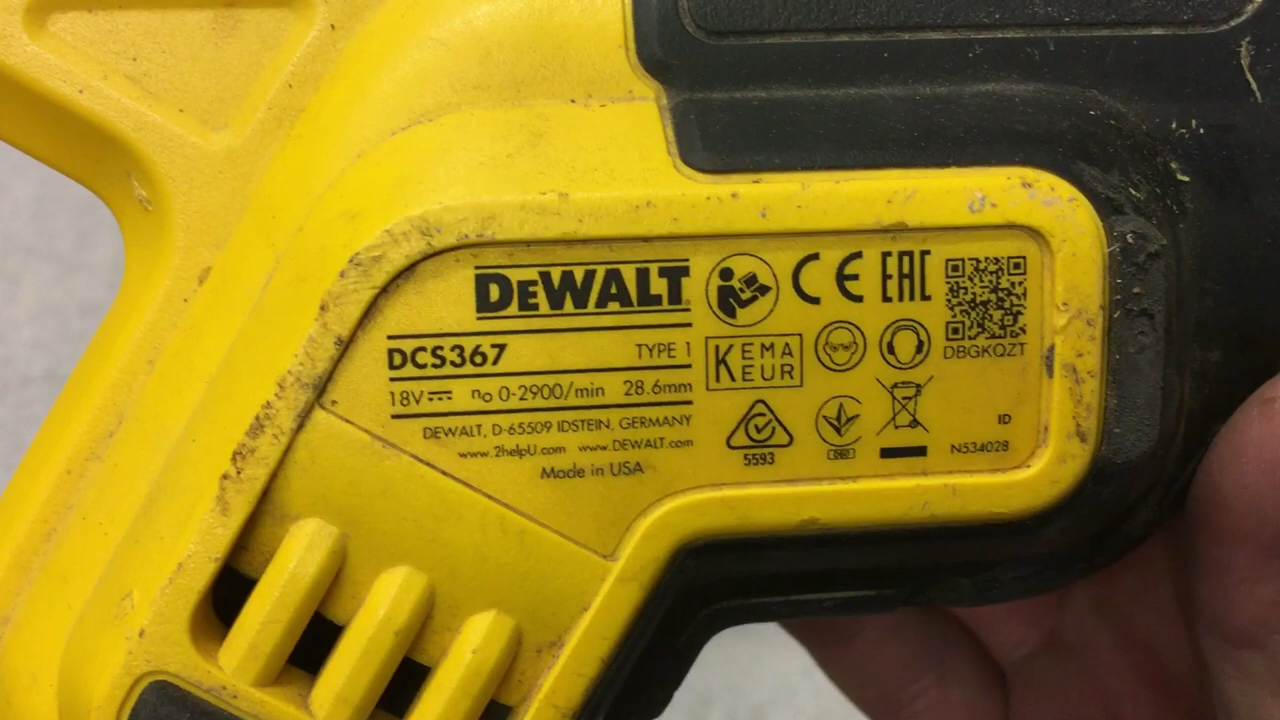 DEWALT
DCS367 TYPE 1
18V n₀ 0-2900/min 28.6mm
DEWALT, D-65509 IDSTEIN, GERMANY
www.2helpU.com www.DEWALT.com
Made in USA
CE EAC
KEMA
EUR
DBGKQZT
5593
ID
N534028